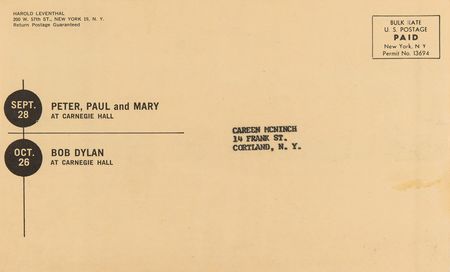 HAROLD LEVENTHAL
200 W. 57th ST., NEW YORK 19, N. Y.
Return Postage Guaranteed
BULK RATE
U. S. POSTAGE
PAID
New York, N. Y
Permit No. 13694
SEPT.
28
PETER, PAUL and MARY
AT CARNEGIE HALL
OCT.
26
BOB DYLAN
AT CARNEGIE HALL
CAREEN MCNINCH
14 FRANK ST.
CORTLAND, N. Y.